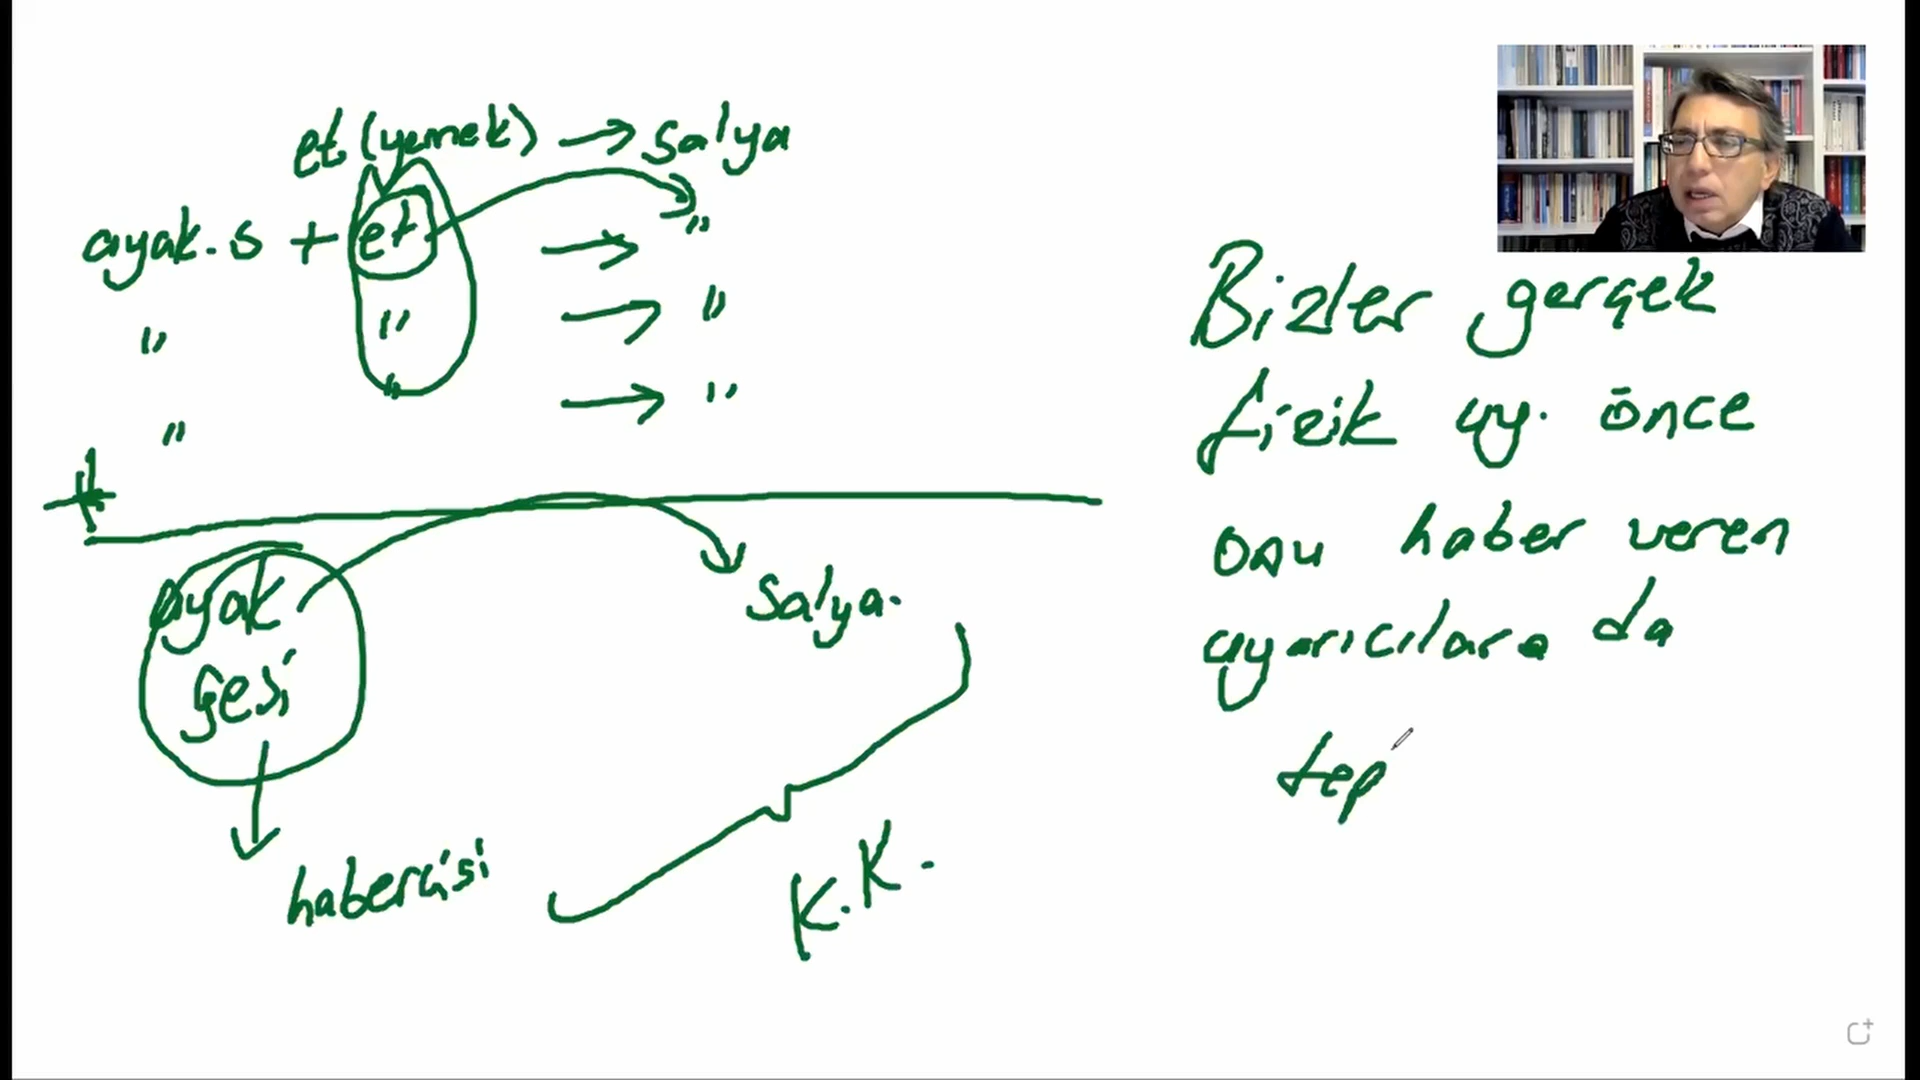 et (yemek) → salya
ayak. s + et → "
" " → "
" " → "
ayak
sesi
salya.
habercisi
K.K.
Bizler gerçek
fizik uy. önce
onu haber veren
uyarıcılara da
tep